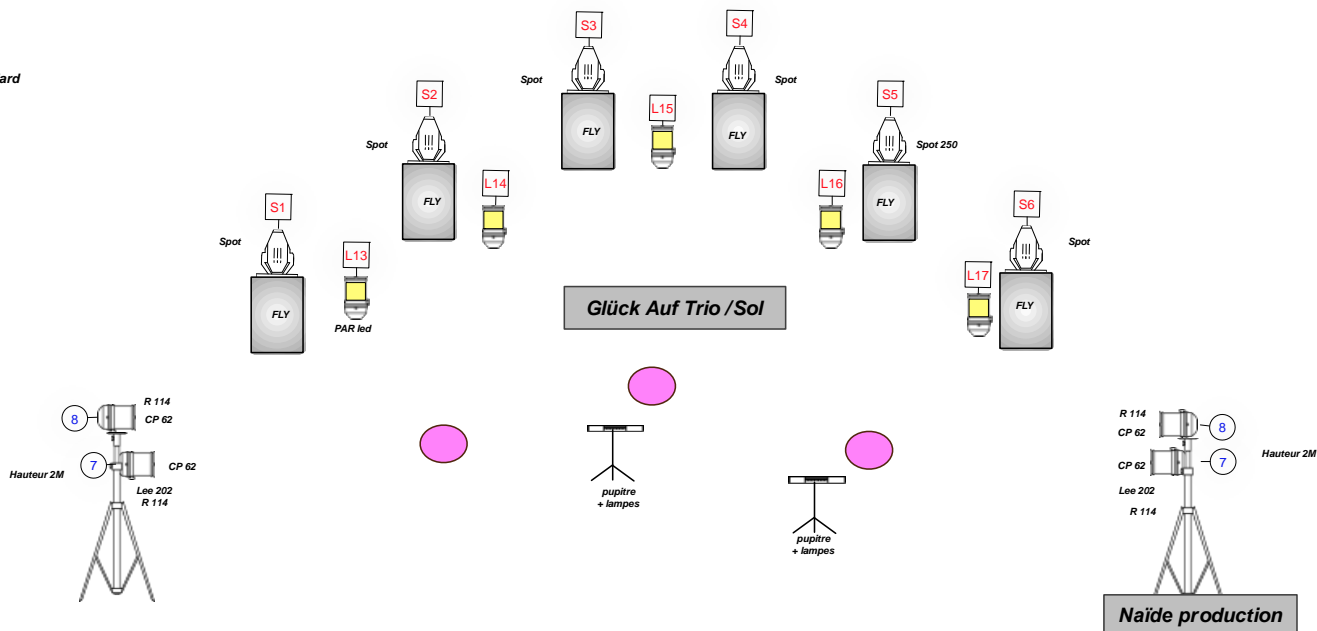 S3
S4
ard
Spot
Spot
S2
S5
L15
FLY
FLY
Spot
Spot 250
L14
L16
S1
FLY
FLY
S6
Spot
Spot
L13
L17
Glück Auf Trio /Sol
FLY
FLY
PAR led
R 114
8
CP 62
7
CP 62
Hauteur 2M
Lee 202
R 114
pupitre
+ lampes
pupitre
+ lampes
R 114
8
CP 62
CP 62
7
Hauteur 2M
Lee 202
R 114
Naïde production